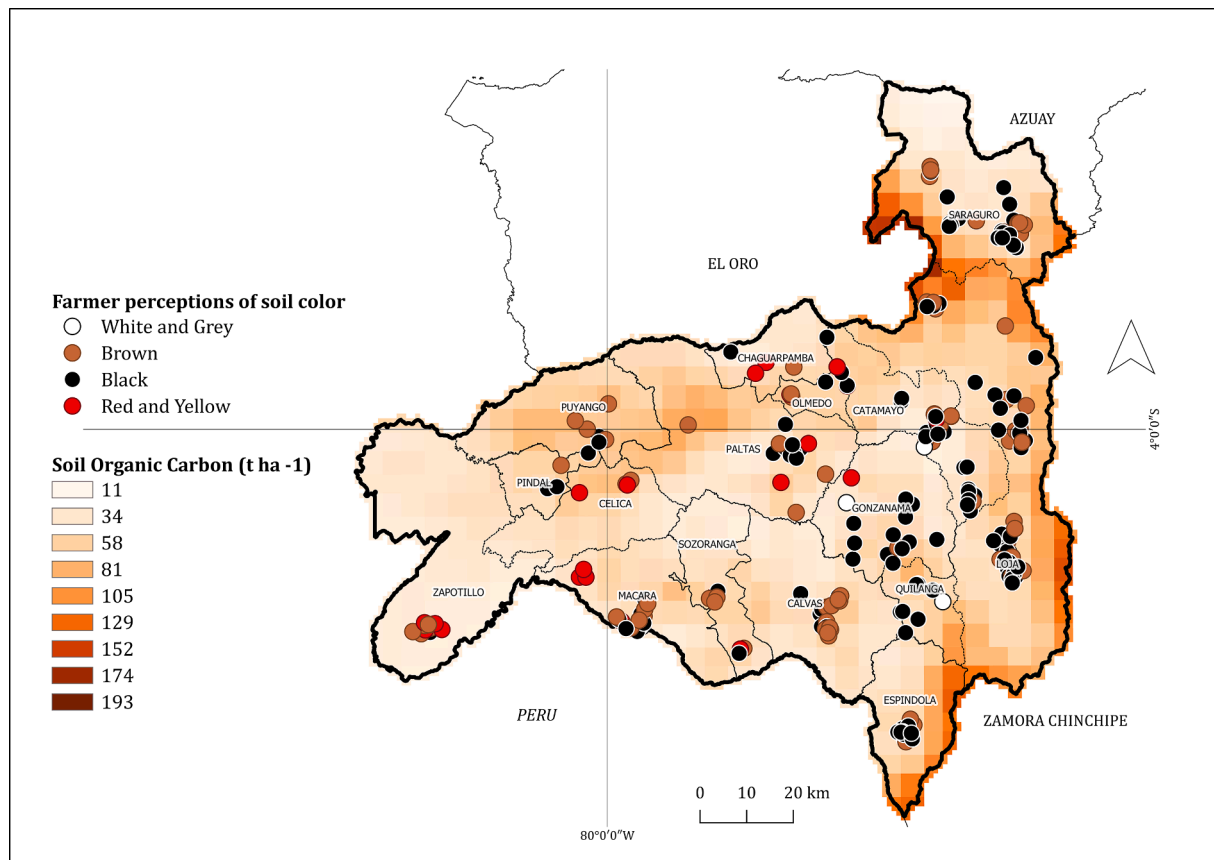 AZUAY
SARAGURO
EL ORO
Farmer perceptions of soil color
White and Grey
Brown
Black
Red and Yellow
CHAGUARPAMBA
OLMEDO
CATAMAYO
PUYANGO
4°0'0"S
PALTAS
Soil Organic Carbon (t ha -1)
11
34
58
81
105
129
152
174
193
PINDAL
CELICA
GONZANAMA
SOZORANGA
LOJA
ZAPOTILLO
MACARA
CALVAS
QUILANGA
ESPINDOLA
PERU
ZAMORA CHINCHIPE
0 10 20 km
80°0'0"W